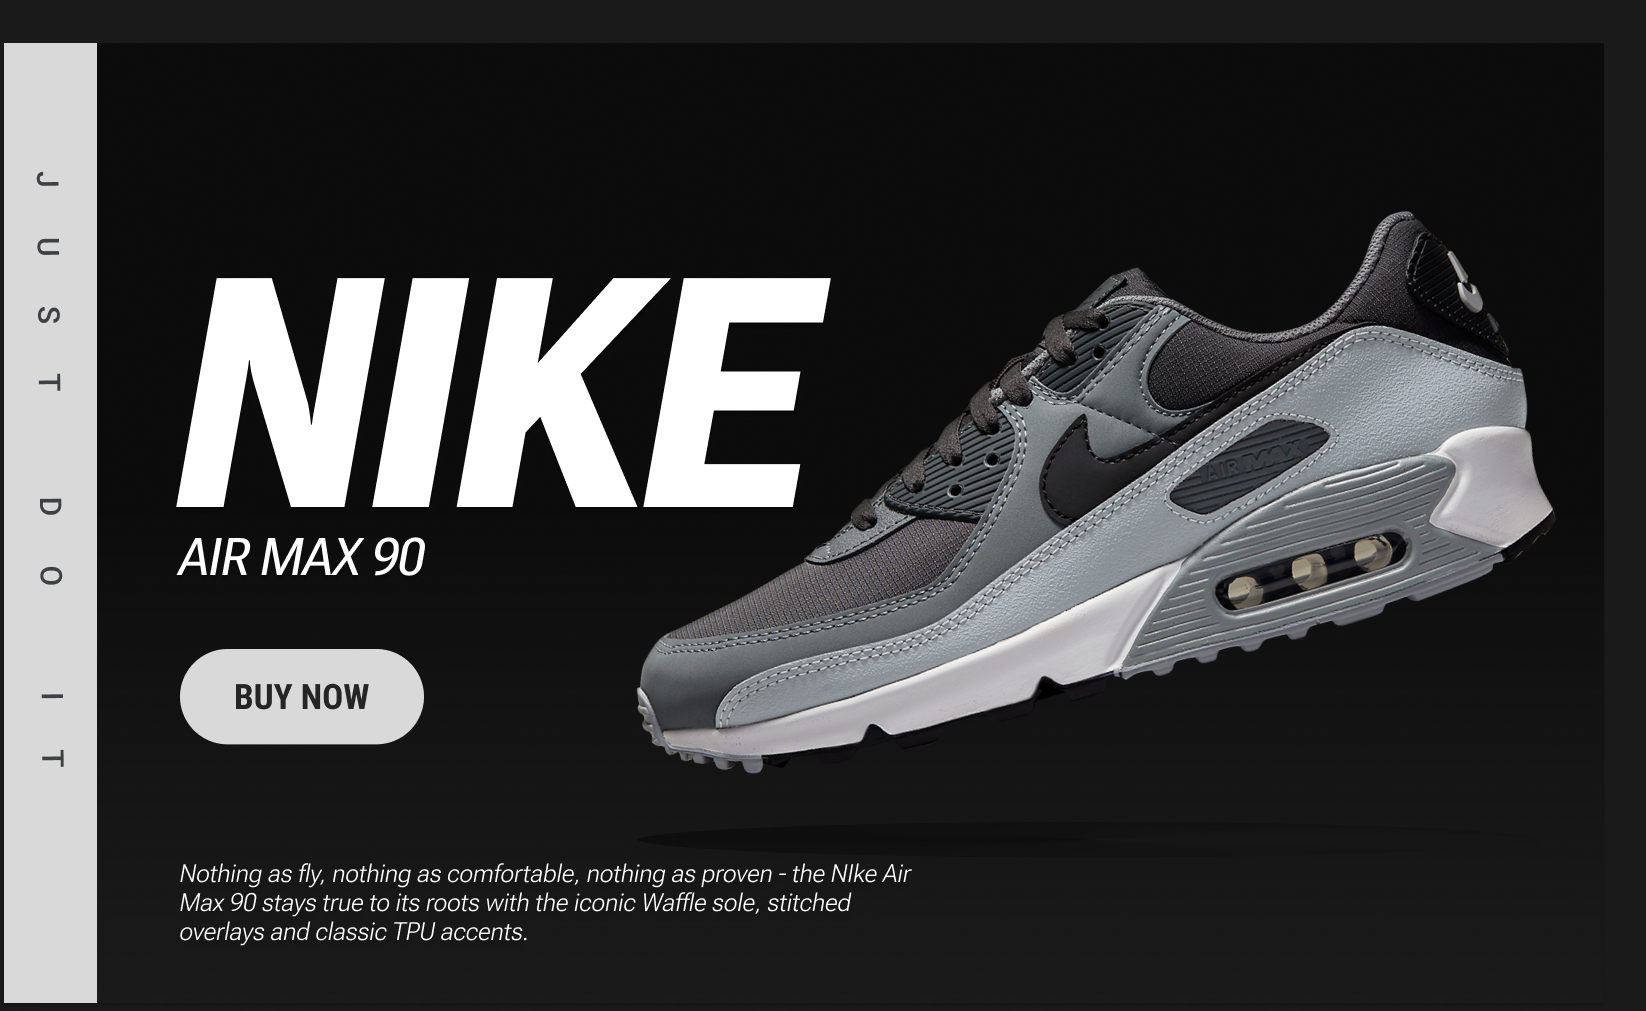 JUST DO IT
NIKE
AIR MAX 90
AIRMAX
BUY NOW
Nothing as fly, nothing as comfortable, nothing as proven - the NIke Air
Max 90 stays true to its roots with the iconic Waffle sole, stitched
overlays and classic TPU accents.